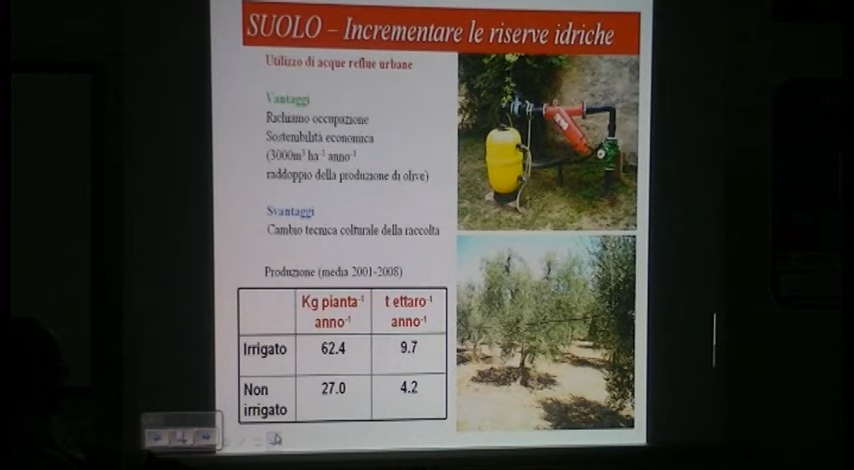 SUOLO – Incrementare le riserve idriche
Utilizzo di acque reflue urbane
Vantaggi
Richiamo occupazione
Sostenibilità economica
(3000m³ ha⁻¹ anno⁻¹
raddoppio della produzione di olive)
Svantaggi
Cambio tecnica colturale della raccolta
Produzione (media 2001-2008)
Kg pianta⁻¹ anno⁻¹
t ettaro⁻¹ anno⁻¹
Irrigato 62.4 9.7
Non irrigato 27.0 4.2